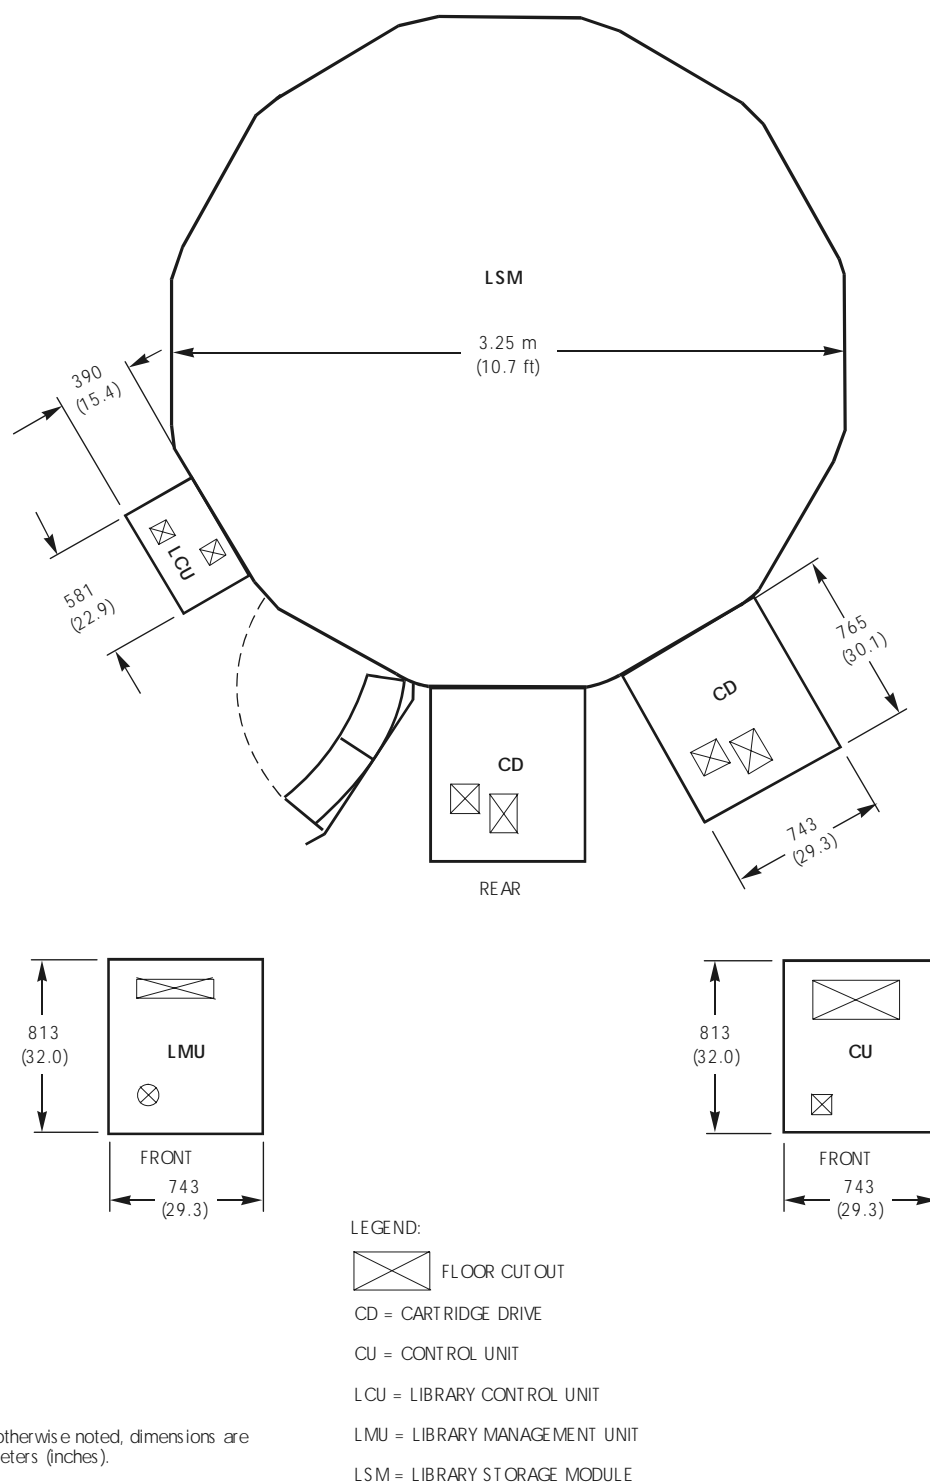 LSM
3.25 m
(10.7 ft)
390
(15.4)
LCU
581
(22.9)
765
(30.1)
CD
CD
743
(29.3)
REAR
813
(32.0)
LMU
813
(32.0)
CU
FRONT
743
(29.3)
FRONT
743
(29.3)
LEGEND:
FLOOR CUTOUT
CD = CARTRIDGE DRIVE
CU = CONTROL UNIT
LCU = LIBRARY CONTROL UNIT
otherwise noted, dimensions are
eters (inches).
LMU = LIBRARY MANAGEMENT UNIT
LSM = LIBRARY STORAGE MODULE